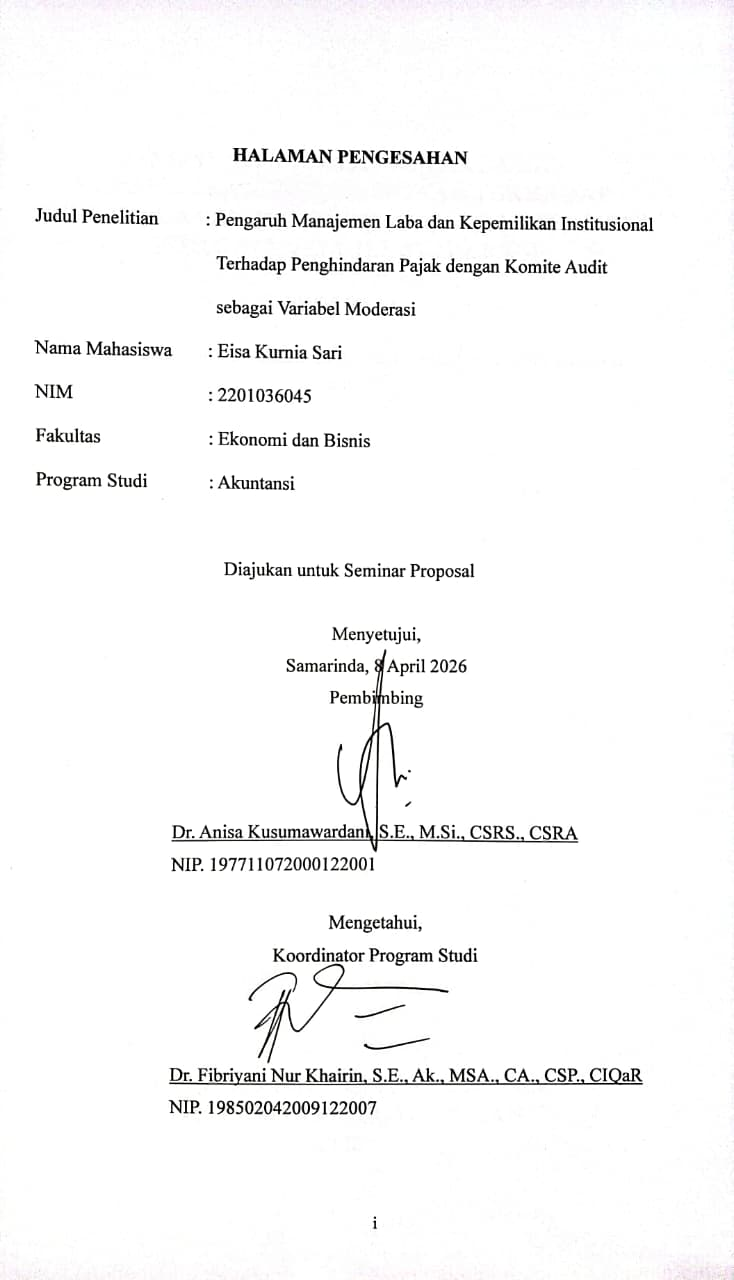 HALAMAN PENGESAHAN
Judul Penelitian : Pengaruh Manajemen Laba dan Kepemilikan Institusional
Terhadap Penghindaran Pajak dengan Komite Audit
sebagai Variabel Moderasi
Nama Mahasiswa : Eisa Kurnia Sari
NIM : 2201036045
Fakultas : Ekonomi dan Bisnis
Program Studi : Akuntansi
Diajukan untuk Seminar Proposal
Menyetujui,
Samarinda, 8 April 2026
Pembimbing
Dr. Anisa Kusumawardani, S.E., M.Si., CSRS., CSRA
NIP. 197711072000122001
Mengetahui,
Koordinator Program Studi
Dr. Fibriyani Nur Khairin, S.E., Ak., MSA., CA., CSP., CIQaR
NIP. 198502042009122007
i